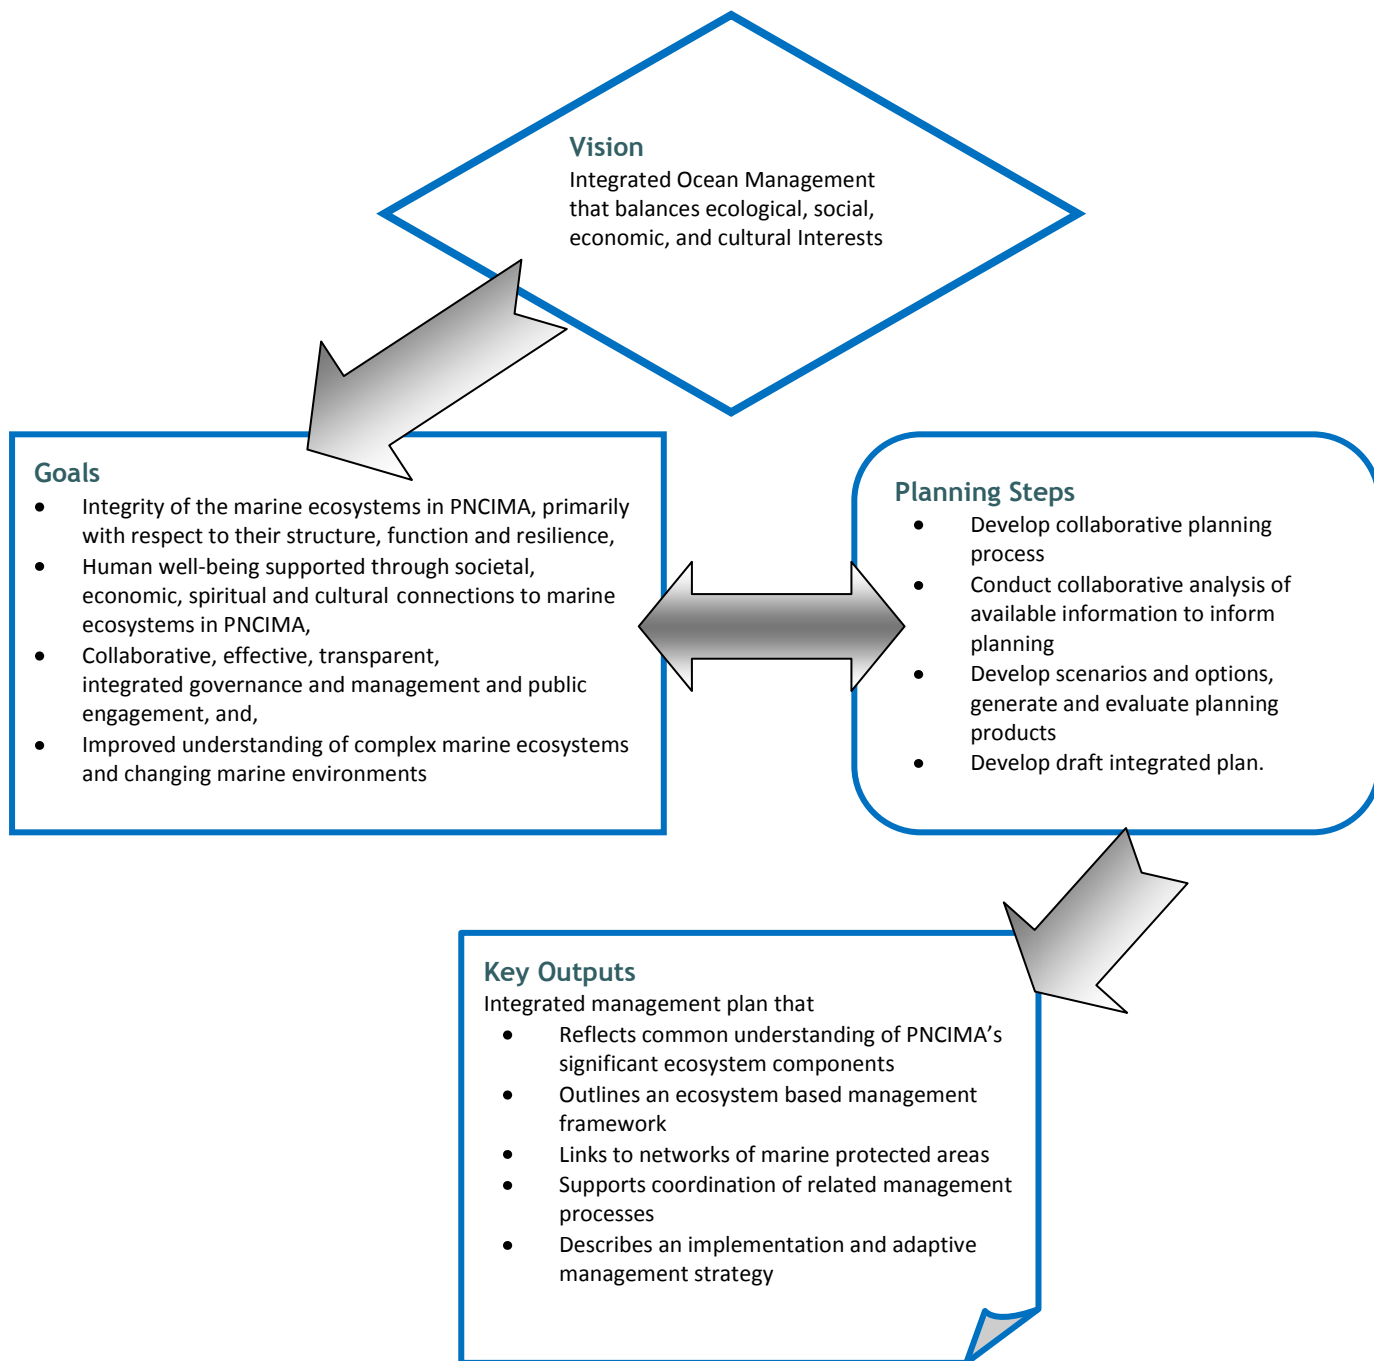 Vision
Integrated Ocean Management
that balances ecological, social,
economic, and cultural Interests
Goals
• Integrity of the marine ecosystems in PNCIMA, primarily
with respect to their structure, function and resilience,
• Human well-being supported through societal,
economic, spiritual and cultural connections to marine
ecosystems in PNCIMA,
• Collaborative, effective, transparent,
integrated governance and management and public
engagement, and,
• Improved understanding of complex marine ecosystems
and changing marine environments
Planning Steps
• Develop collaborative planning
process
• Conduct collaborative analysis of
available information to inform
planning
• Develop scenarios and options,
generate and evaluate planning
products
• Develop draft integrated plan.
Key Outputs
Integrated management plan that
• Reflects common understanding of PNCIMA’s
significant ecosystem components
• Outlines an ecosystem based management
framework
• Links to networks of marine protected areas
• Supports coordination of related management
processes
• Describes an implementation and adaptive
management strategy